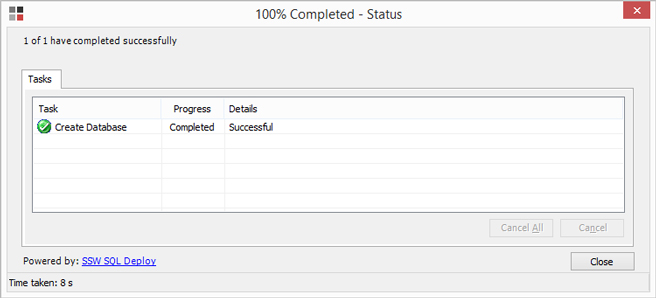 100% Completed - Status
1 of 1 have completed successfully
Tasks
Task Progress Details
Create Database Completed Successful
Cancel All Cancel
Powered by: SSW SQL Deploy
Close
Time taken: 8 s